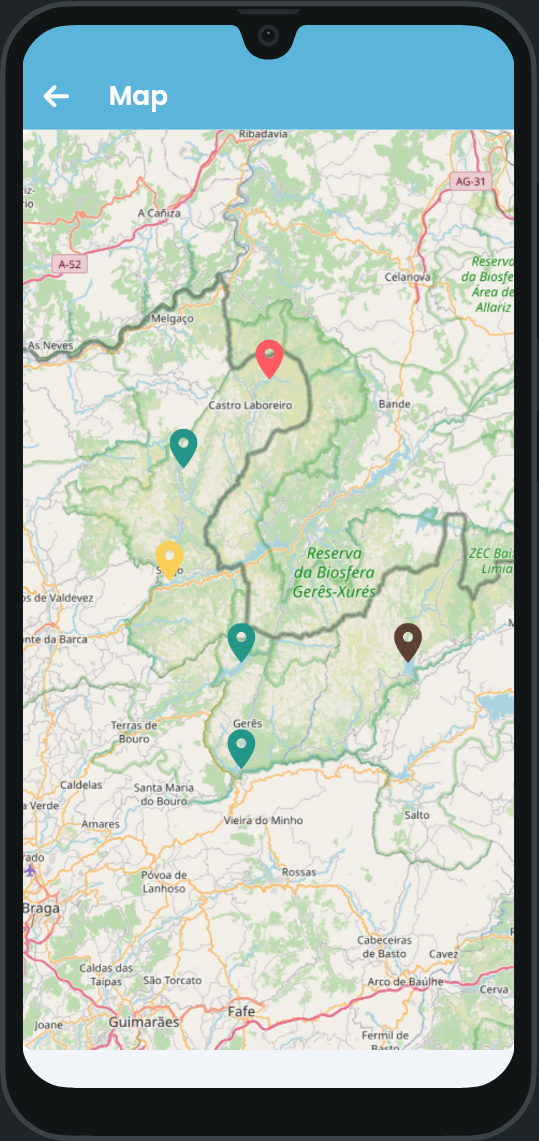 Map
Ribadavia
AG-31
A Cañiza
A-52
Reserva
da Biosfe
Área de
Allariz
Celanova
Melgaço
As Neves
Castro Laboreiro
Bande
Reserva
da Biosfera
Gerês-Xurés
ZEC Bai
Limia
os de Valdevez
onte da Barca
Gerês
Terras de
Bouro
Caldelas
Santa Maria
do Bouro
a Verde
Amares
Vieira do Minho
Salto
rado
Póvoa de
Lanhoso
Rossas
Braga
Cabeceiras
de Basto
Cavez
Caldas das
Taipas
São Torcato
Arco de Baúlhe
Cerva
Fafe
Joane
Guimarães
Fermil de
Basto